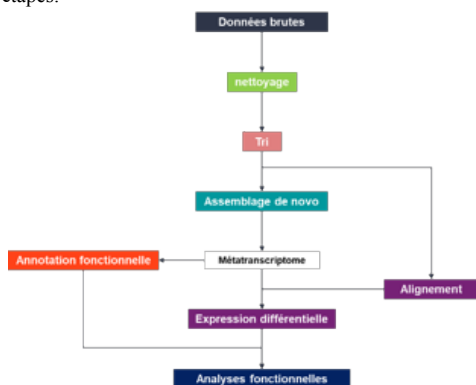 étapes.
Données brutes
nettoyage
Tri
Assemblage de novo
Annotation fonctionnelle
Métatranscriptome
Alignement
Expression différentielle
Analyses fonctionnelles